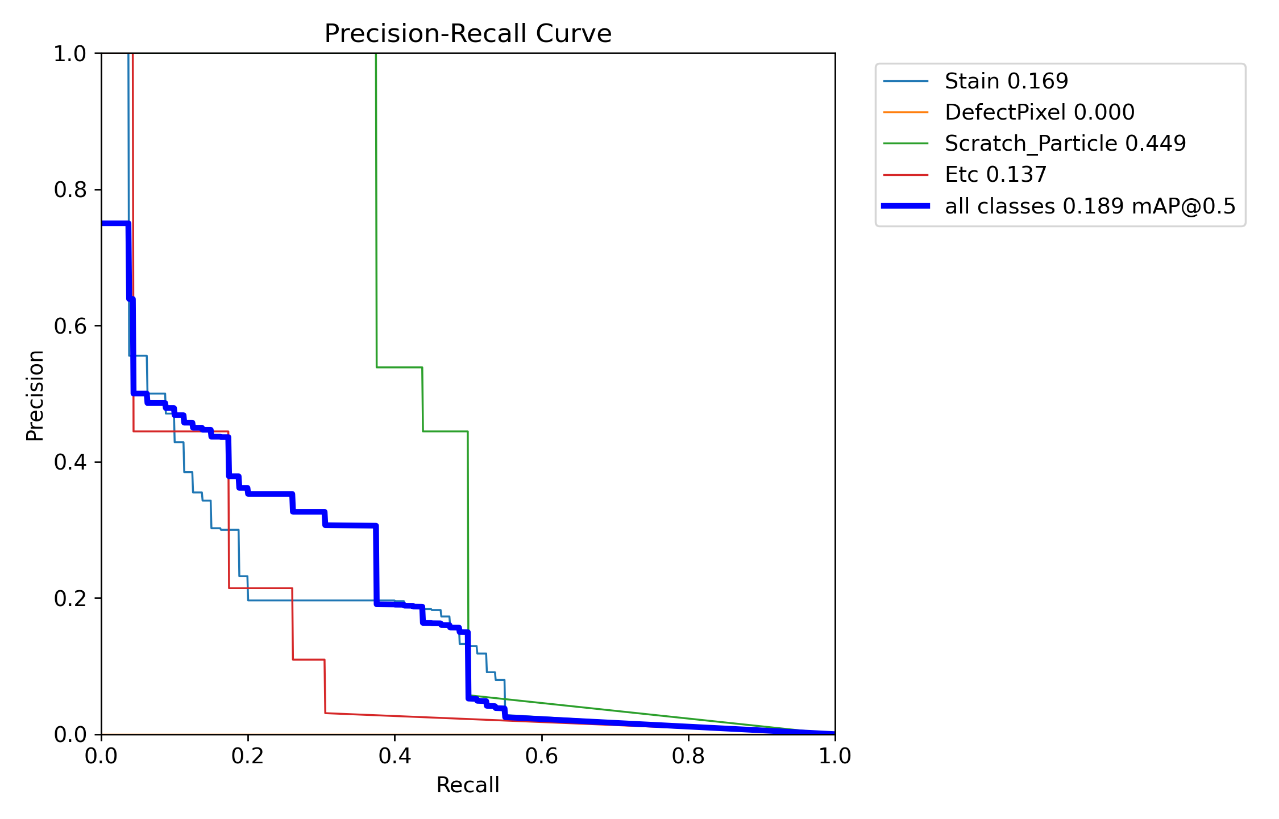 Precision-Recall Curve
1.0
0.8
0.6
0.4
0.2
0.0
Precision
0.0 0.2 0.4 0.6 0.8 1.0
Recall
Stain 0.169
DefectPixel 0.000
Scratch_Particle 0.449
Etc 0.137
all classes 0.189 mAP@0.5